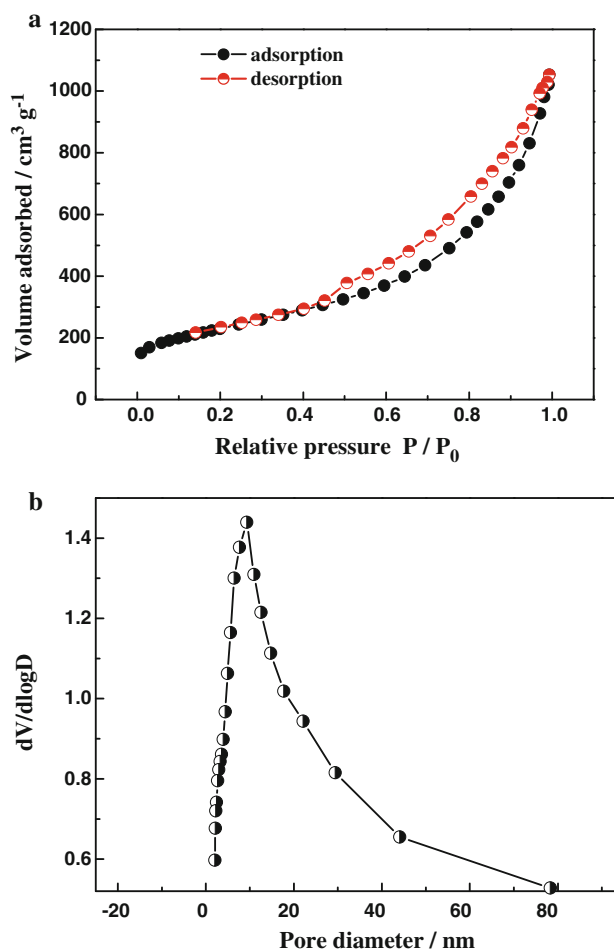 a
1200
1000
800
600
400
200
0
Volume adsorbed / cm³ g⁻¹
adsorption
desorption
0.0 0.2 0.4 0.6 0.8 1.0
Relative pressure P / P₀
b
1.4
1.2
1.0
0.8
0.6
dV/dlogD
-20 0 20 40 60 80
Pore diameter / nm